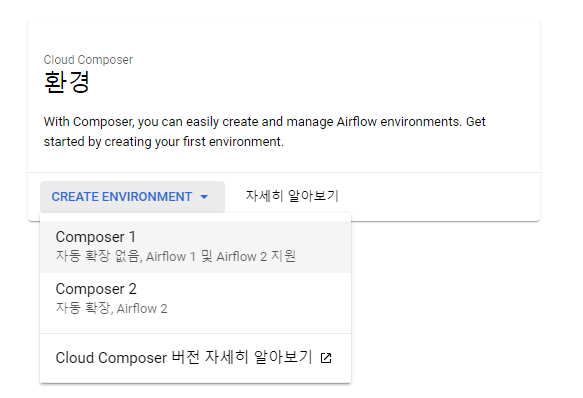 Cloud Composer
환경
With Composer, you can easily create and manage Airflow environments. Get
started by creating your first environment.
CREATE ENVIRONMENT
자세히 알아보기
Composer 1
자동 확장 없음, Airflow 1 및 Airflow 2 지원
Composer 2
자동 확장, Airflow 2
Cloud Composer 버전 자세히 알아보기